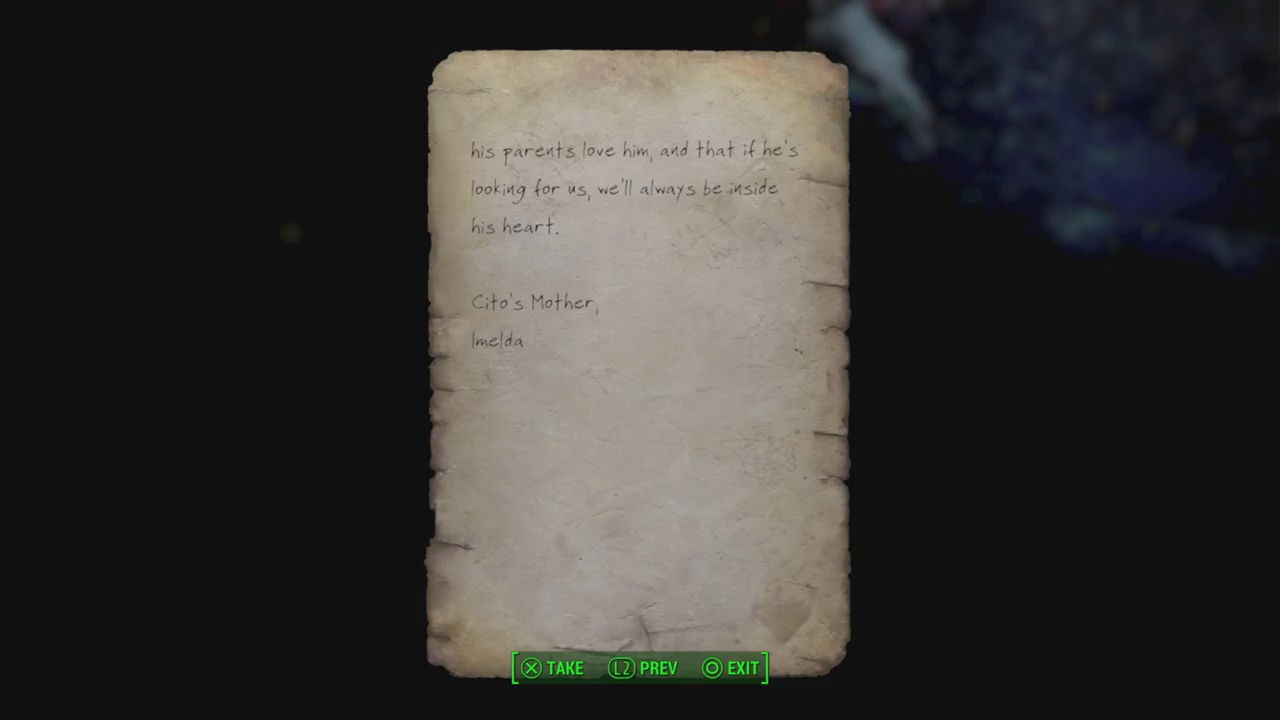 his parents love him, and that if he's
looking for us, we'll always be inside
his heart.
Cito's Mother,
Imelda
TAKE L2 PREV EXIT